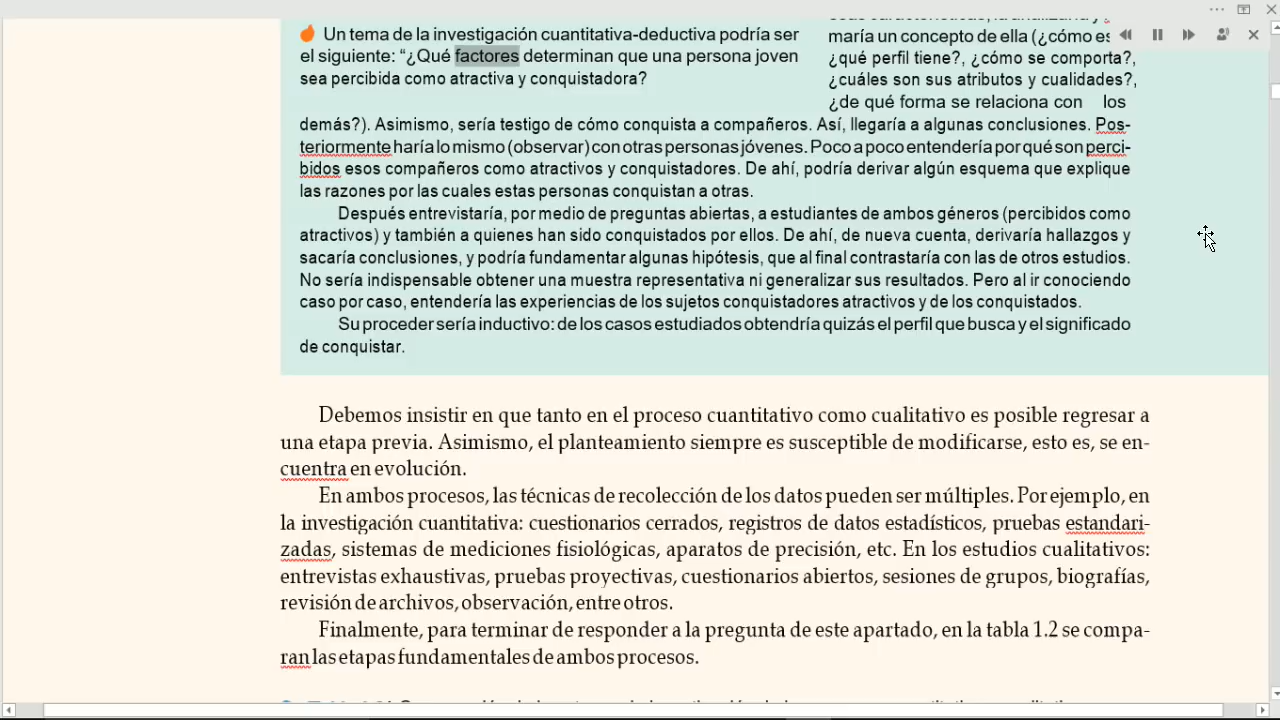 Un tema de la investigación cuantitativa-deductiva podría ser
el siguiente: “¿Qué factores determinan que una persona joven
sea percibida como atractiva y conquistadora?
maría un concepto de ella (¿cómo es
¿qué perfil tiene?, ¿cómo se comporta?,
¿cuáles son sus atributos y cualidades?,
¿de qué forma se relaciona con los
demás?). Asimismo, sería testigo de cómo conquista a compañeros. Así, llegaría a algunas conclusiones. Pos-
teriormente haría lo mismo (observar) con otras personas jóvenes. Poco a poco entendería por qué son perci-
bidos esos compañeros como atractivos y conquistadores. De ahí, podría derivar algún esquema que explique
las razones por las cuales estas personas conquistan a otras.
Después entrevistaría, por medio de preguntas abiertas, a estudiantes de ambos géneros (percibidos como
atractivos) y también a quienes han sido conquistados por ellos. De ahí, de nueva cuenta, derivaría hallazgos y
sacaría conclusiones, y podría fundamentar algunas hipótesis, que al final contrastaría con las de otros estudios.
No sería indispensable obtener una muestra representativa ni generalizar sus resultados. Pero al ir conociendo
caso por caso, entendería las experiencias de los sujetos conquistadores atractivos y de los conquistados.
Su proceder sería inductivo: de los casos estudiados obtendría quizás el perfil que busca y el significado
de conquistar.
Debemos insistir en que tanto en el proceso cuantitativo como cualitativo es posible regresar a
una etapa previa. Asimismo, el planteamiento siempre es susceptible de modificarse, esto es, se en-
cuentra en evolución.
En ambos procesos, las técnicas de recolección de los datos pueden ser múltiples. Por ejemplo, en
la investigación cuantitativa: cuestionarios cerrados, registros de datos estadísticos, pruebas estandari-
zadas, sistemas de mediciones fisiológicas, aparatos de precisión, etc. En los estudios cualitativos:
entrevistas exhaustivas, pruebas proyectivas, cuestionarios abiertos, sesiones de grupos, biografías,
revisión de archivos, observación, entre otros.
Finalmente, para terminar de responder a la pregunta de este apartado, en la tabla 1.2 se compa-
ran las etapas fundamentales de ambos procesos.